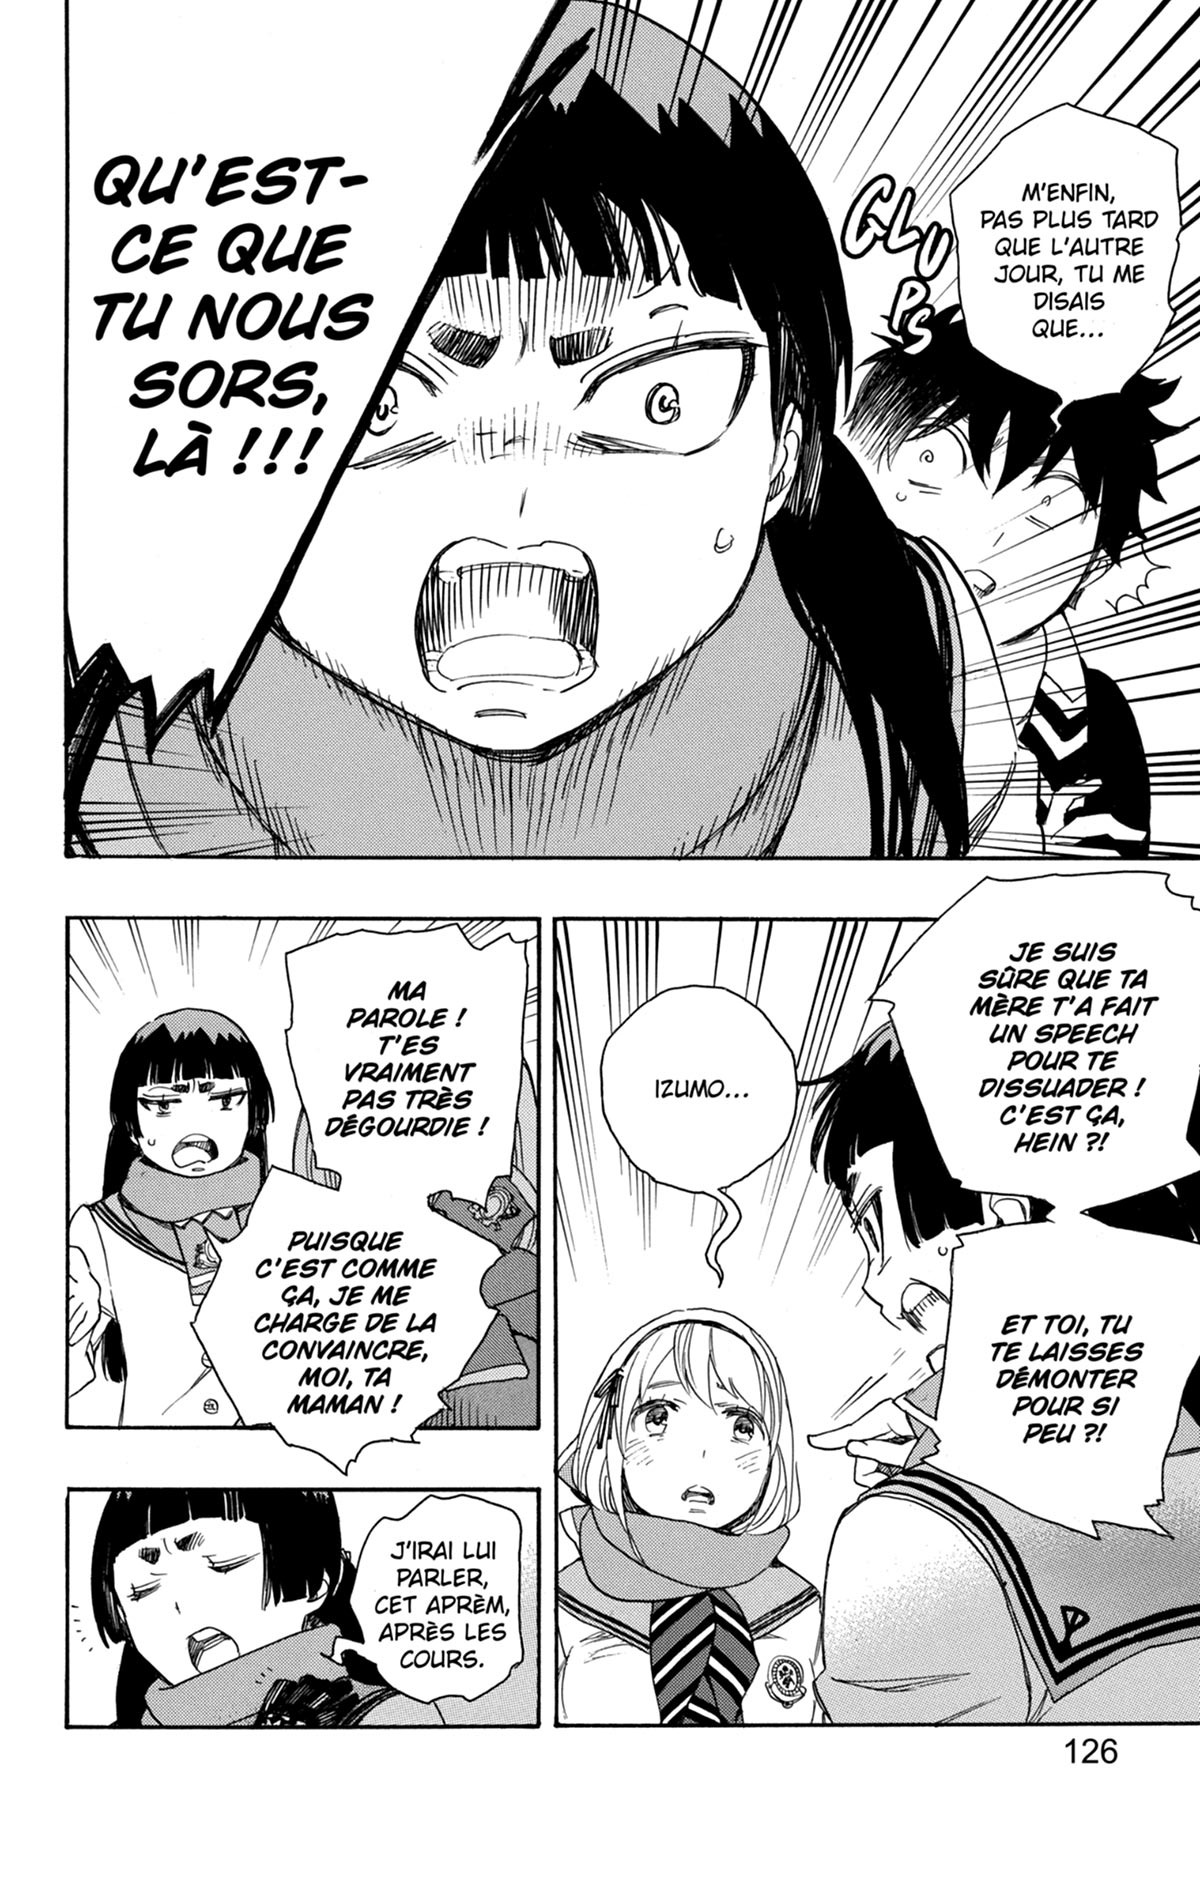 M'ENFIN,
PAS PLUS TARD
QUE L'AUTRE
JOUR, TU ME
DISAIS
QUE...
GLUPS
QU'EST-
CE QUE
TU NOUS
SORS,
LÀ !!!
JE SUIS
SÛRE QUE TA
MÈRE T'A FAIT
UN SPEECH
POUR TE
DISSUADER !
C'EST ÇA,
HEIN ?!
IZUMO...
ET TOI, TU
TE LAISSES
DÉMONTER
POUR SI
PEU ?!
MA
PAROLE !
T'ES
VRAIMENT
PAS TRÈS
DÉGOURDIE !
PUISQUE
C'EST COMME
ÇA, JE ME
CHARGE DE LA
CONVAINCRE,
MOI, TA
MAMAN !
J'IRAI LUI
PARLER,
CET APRÈM,
APRÈS LES
COURS.
126